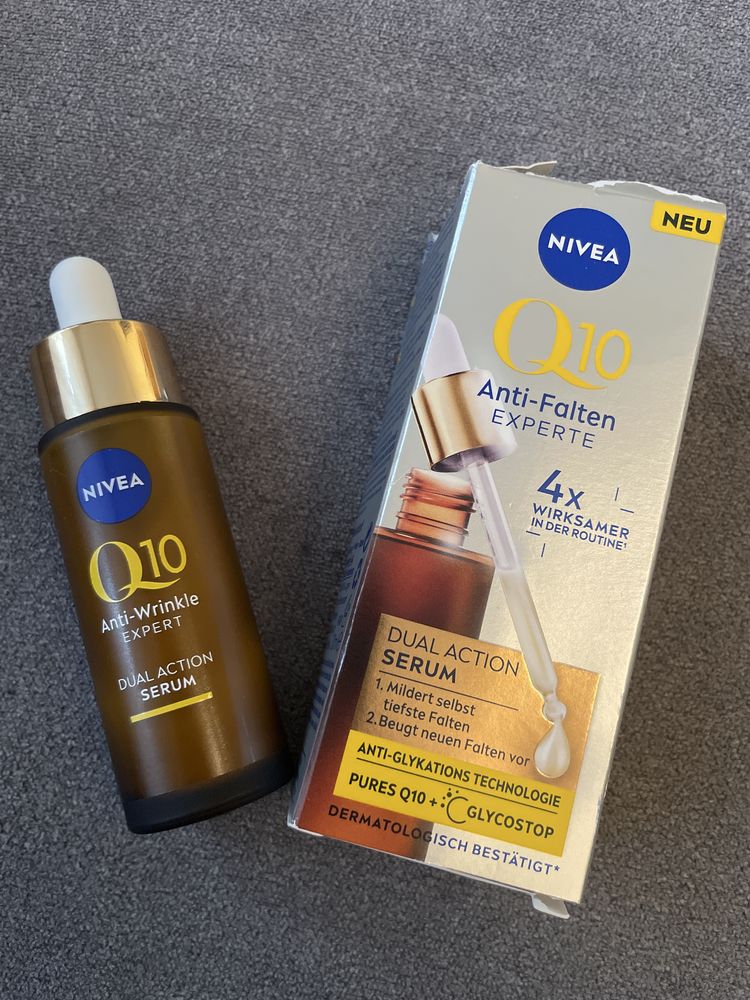 NIVEA
Q10
Anti-Wrinkle
EXPERT
DUAL ACTION
SERUM
NEU
NIVEA
Q10
Anti-Falten
EXPERTE
4x
WIRKSAMER
IN DER ROUTINE¹
DUAL ACTION
SERUM
1. Mildert selbst
tiefste Falten
2. Beugt neuen Falten vor
ANTI-GLYKATIONS TECHNOLOGIE
PURES Q10 + GLYCOSTOP
DERMATOLOGISCH BESTÄTIGT*